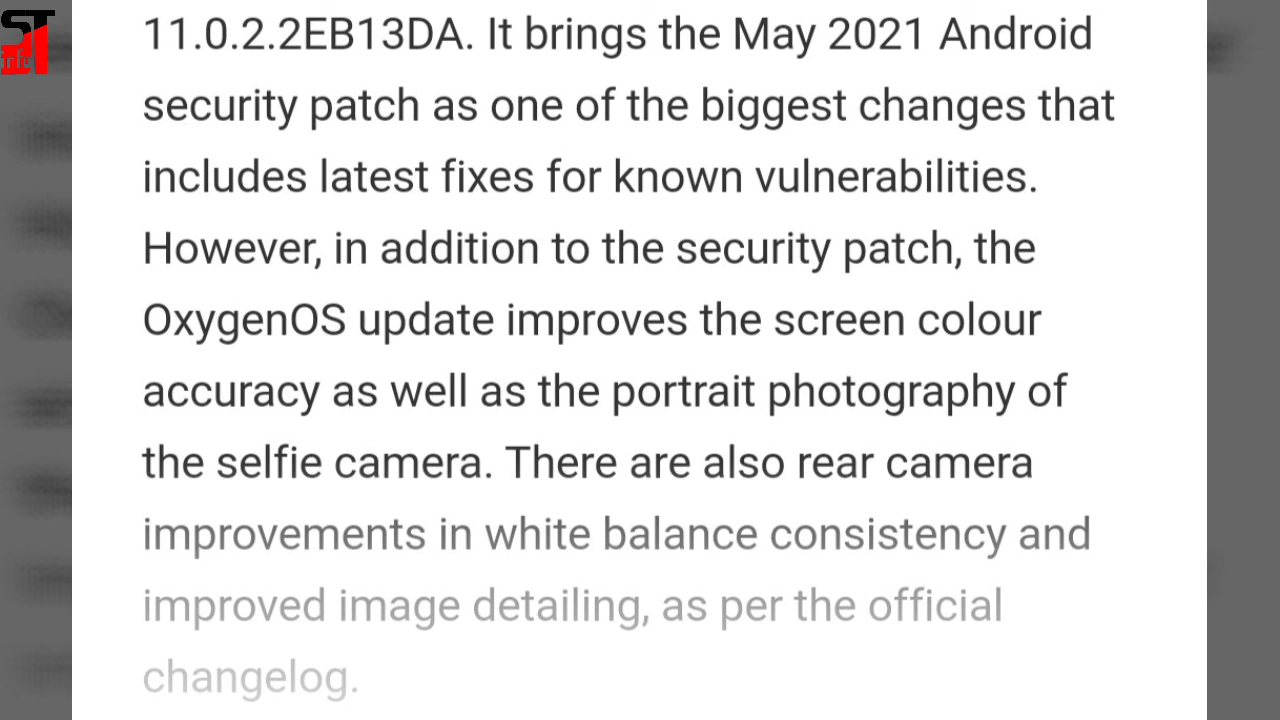 ST
info
11.0.2.2EB13DA. It brings the May 2021 Android
security patch as one of the biggest changes that
includes latest fixes for known vulnerabilities.
However, in addition to the security patch, the
OxygenOS update improves the screen colour
accuracy as well as the portrait photography of
the selfie camera. There are also rear camera
improvements in white balance consistency and
improved image detailing, as per the official
changelog.